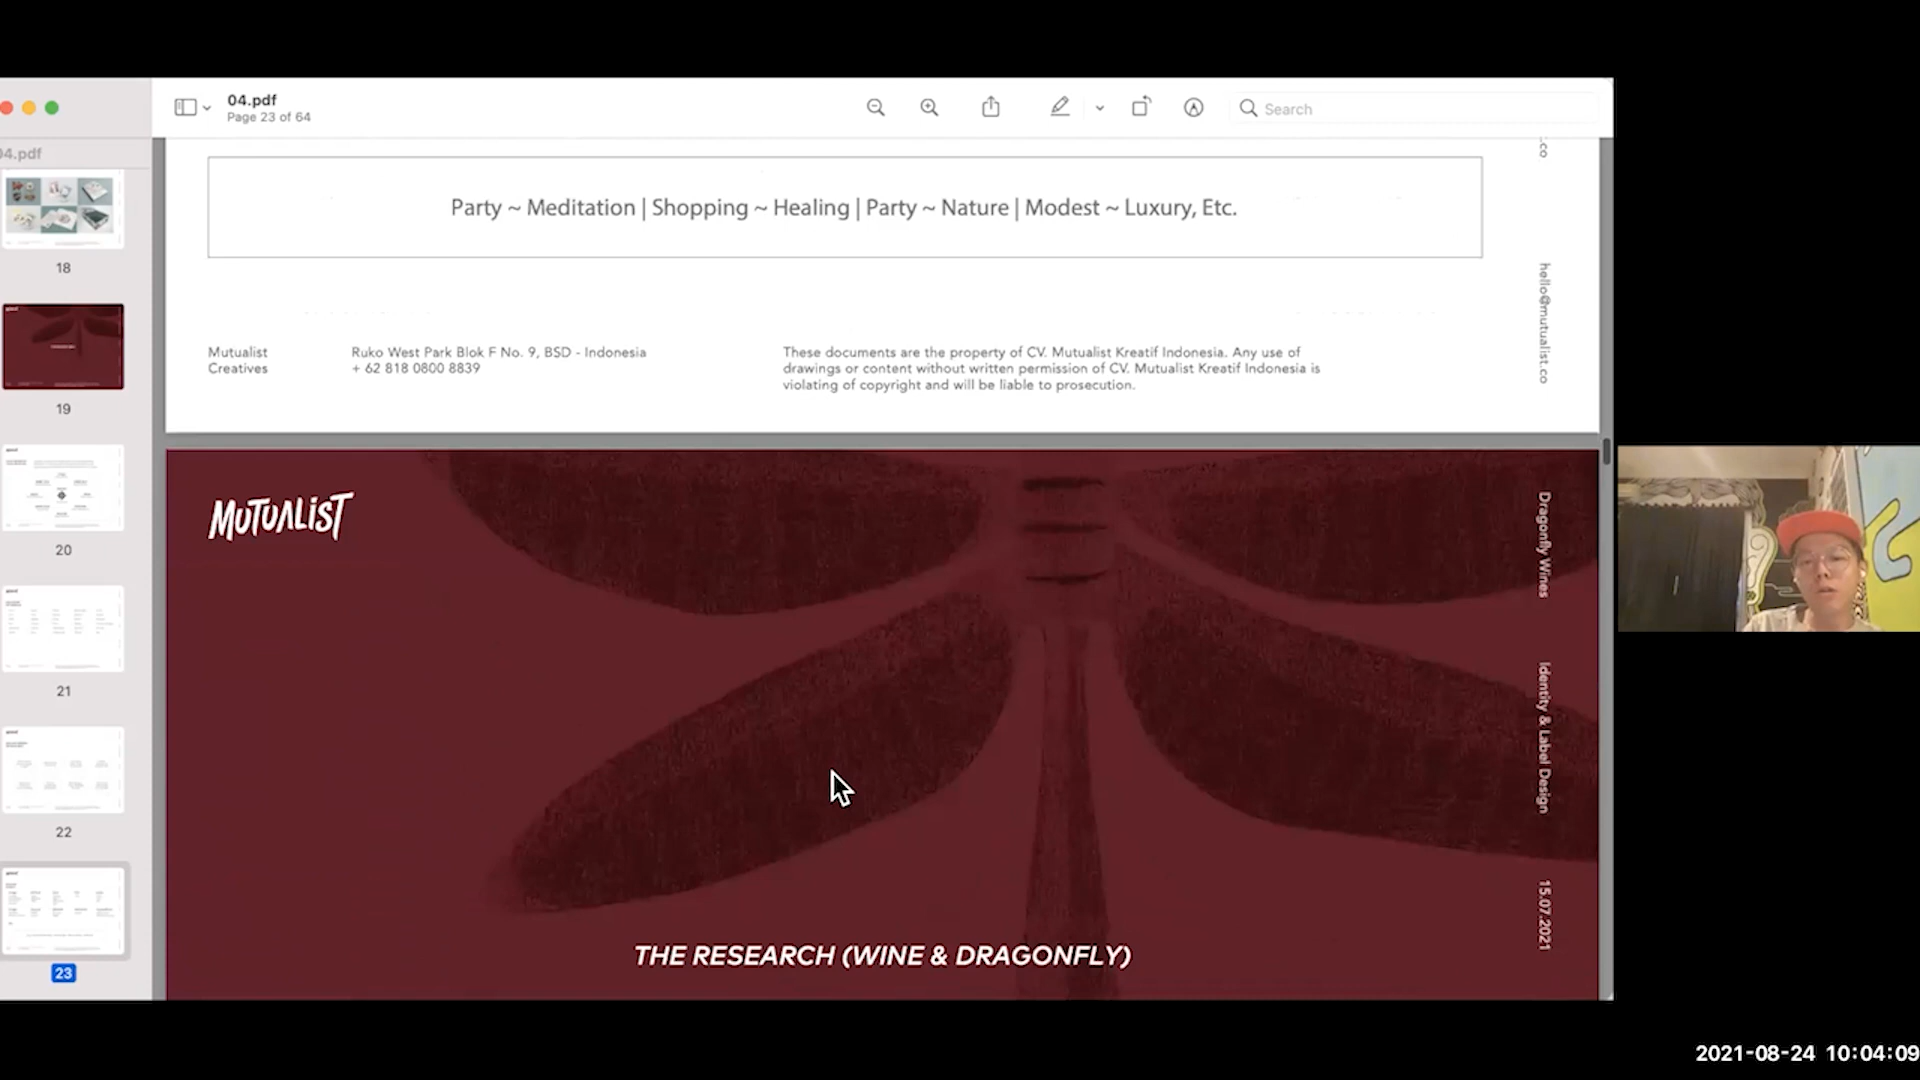 04.pdf
Page 23 of 64
Search
04.pdf
18
19
20
21
22
23
Party ~ Meditation | Shopping ~ Healing | Party ~ Nature | Modest ~ Luxury, Etc.
.co
hello@mutualist.co
Mutualist
Creatives
Ruko West Park Blok F No. 9, BSD - Indonesia
+ 62 818 0800 8839
These documents are the property of CV. Mutualist Kreatif Indonesia. Any use of
drawings or content without written permission of CV. Mutualist Kreatif Indonesia is
violating of copyright and will be liable to prosecution.
MUTUALIST
Dragonfly Wines
Identity & Label Design
15.07.2021
THE RESEARCH (WINE & DRAGONFLY)
2021-08-24 10:04:09